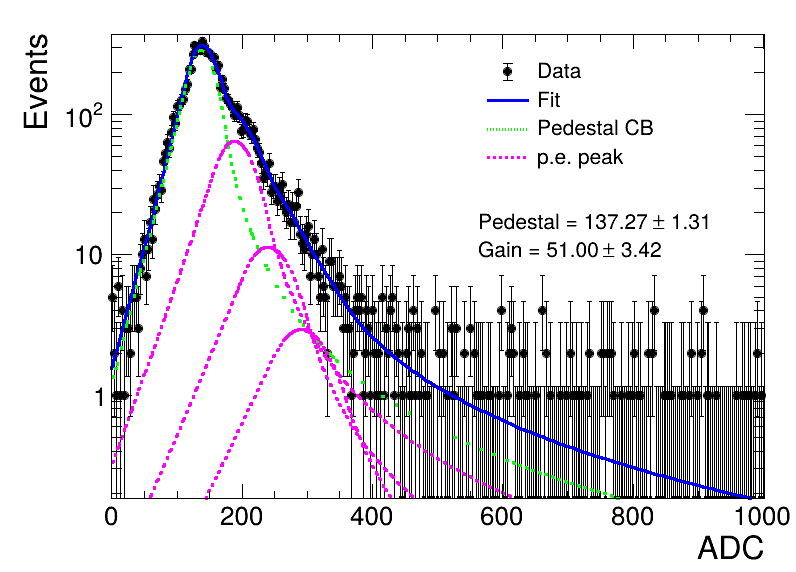 Events
10²
10
1
Data
Fit
Pedestal CB
p.e. peak
Pedestal = 137.27 ± 1.31
Gain = 51.00 ± 3.42
0 200 400 600 800 1000
ADC